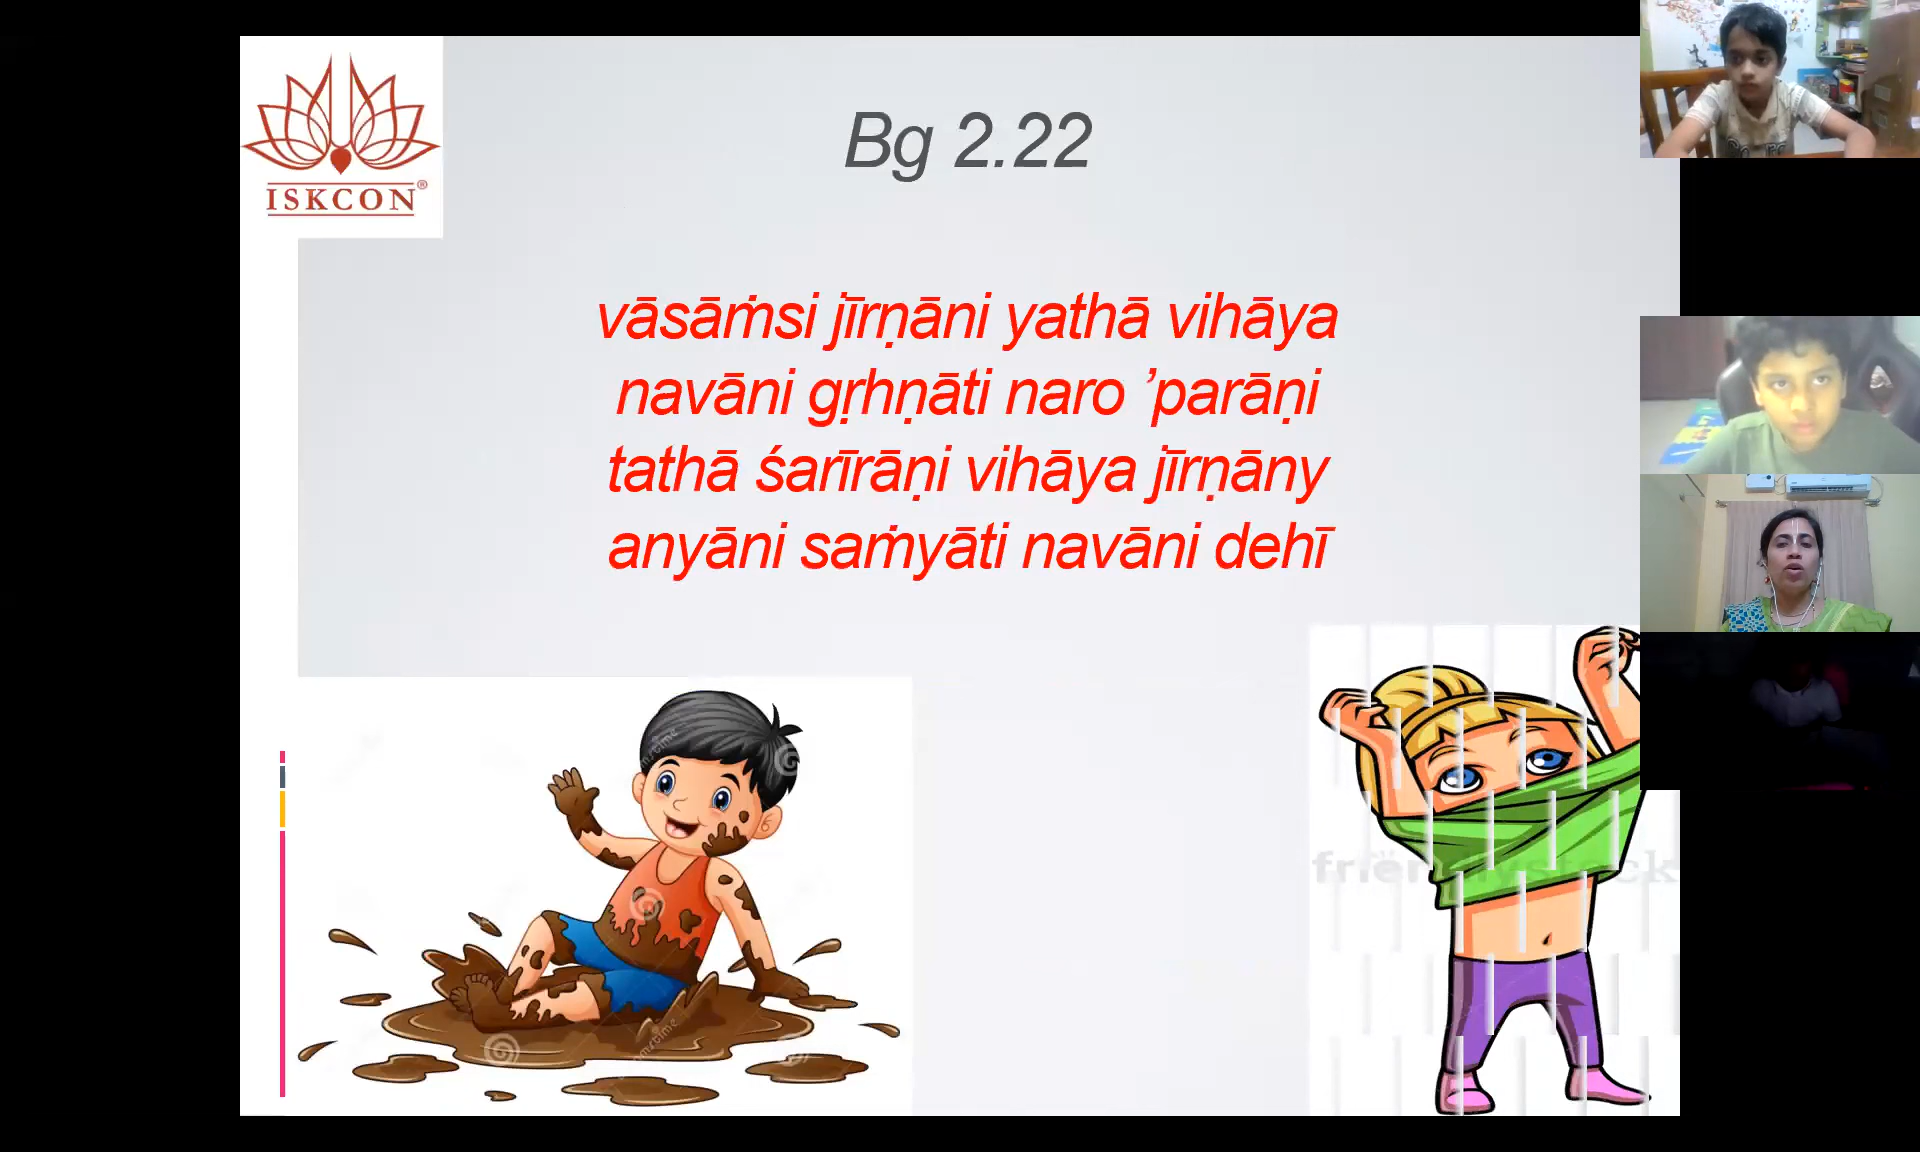 ISKCON®
Bg 2.22
vāsāṁsi jīrṇāni yathā vihāya
navāni gṛhṇāti naro ’parāṇi
tathā śarīrāṇi vihāya jīrṇāny
anyāni saṁyāti navāni dehī